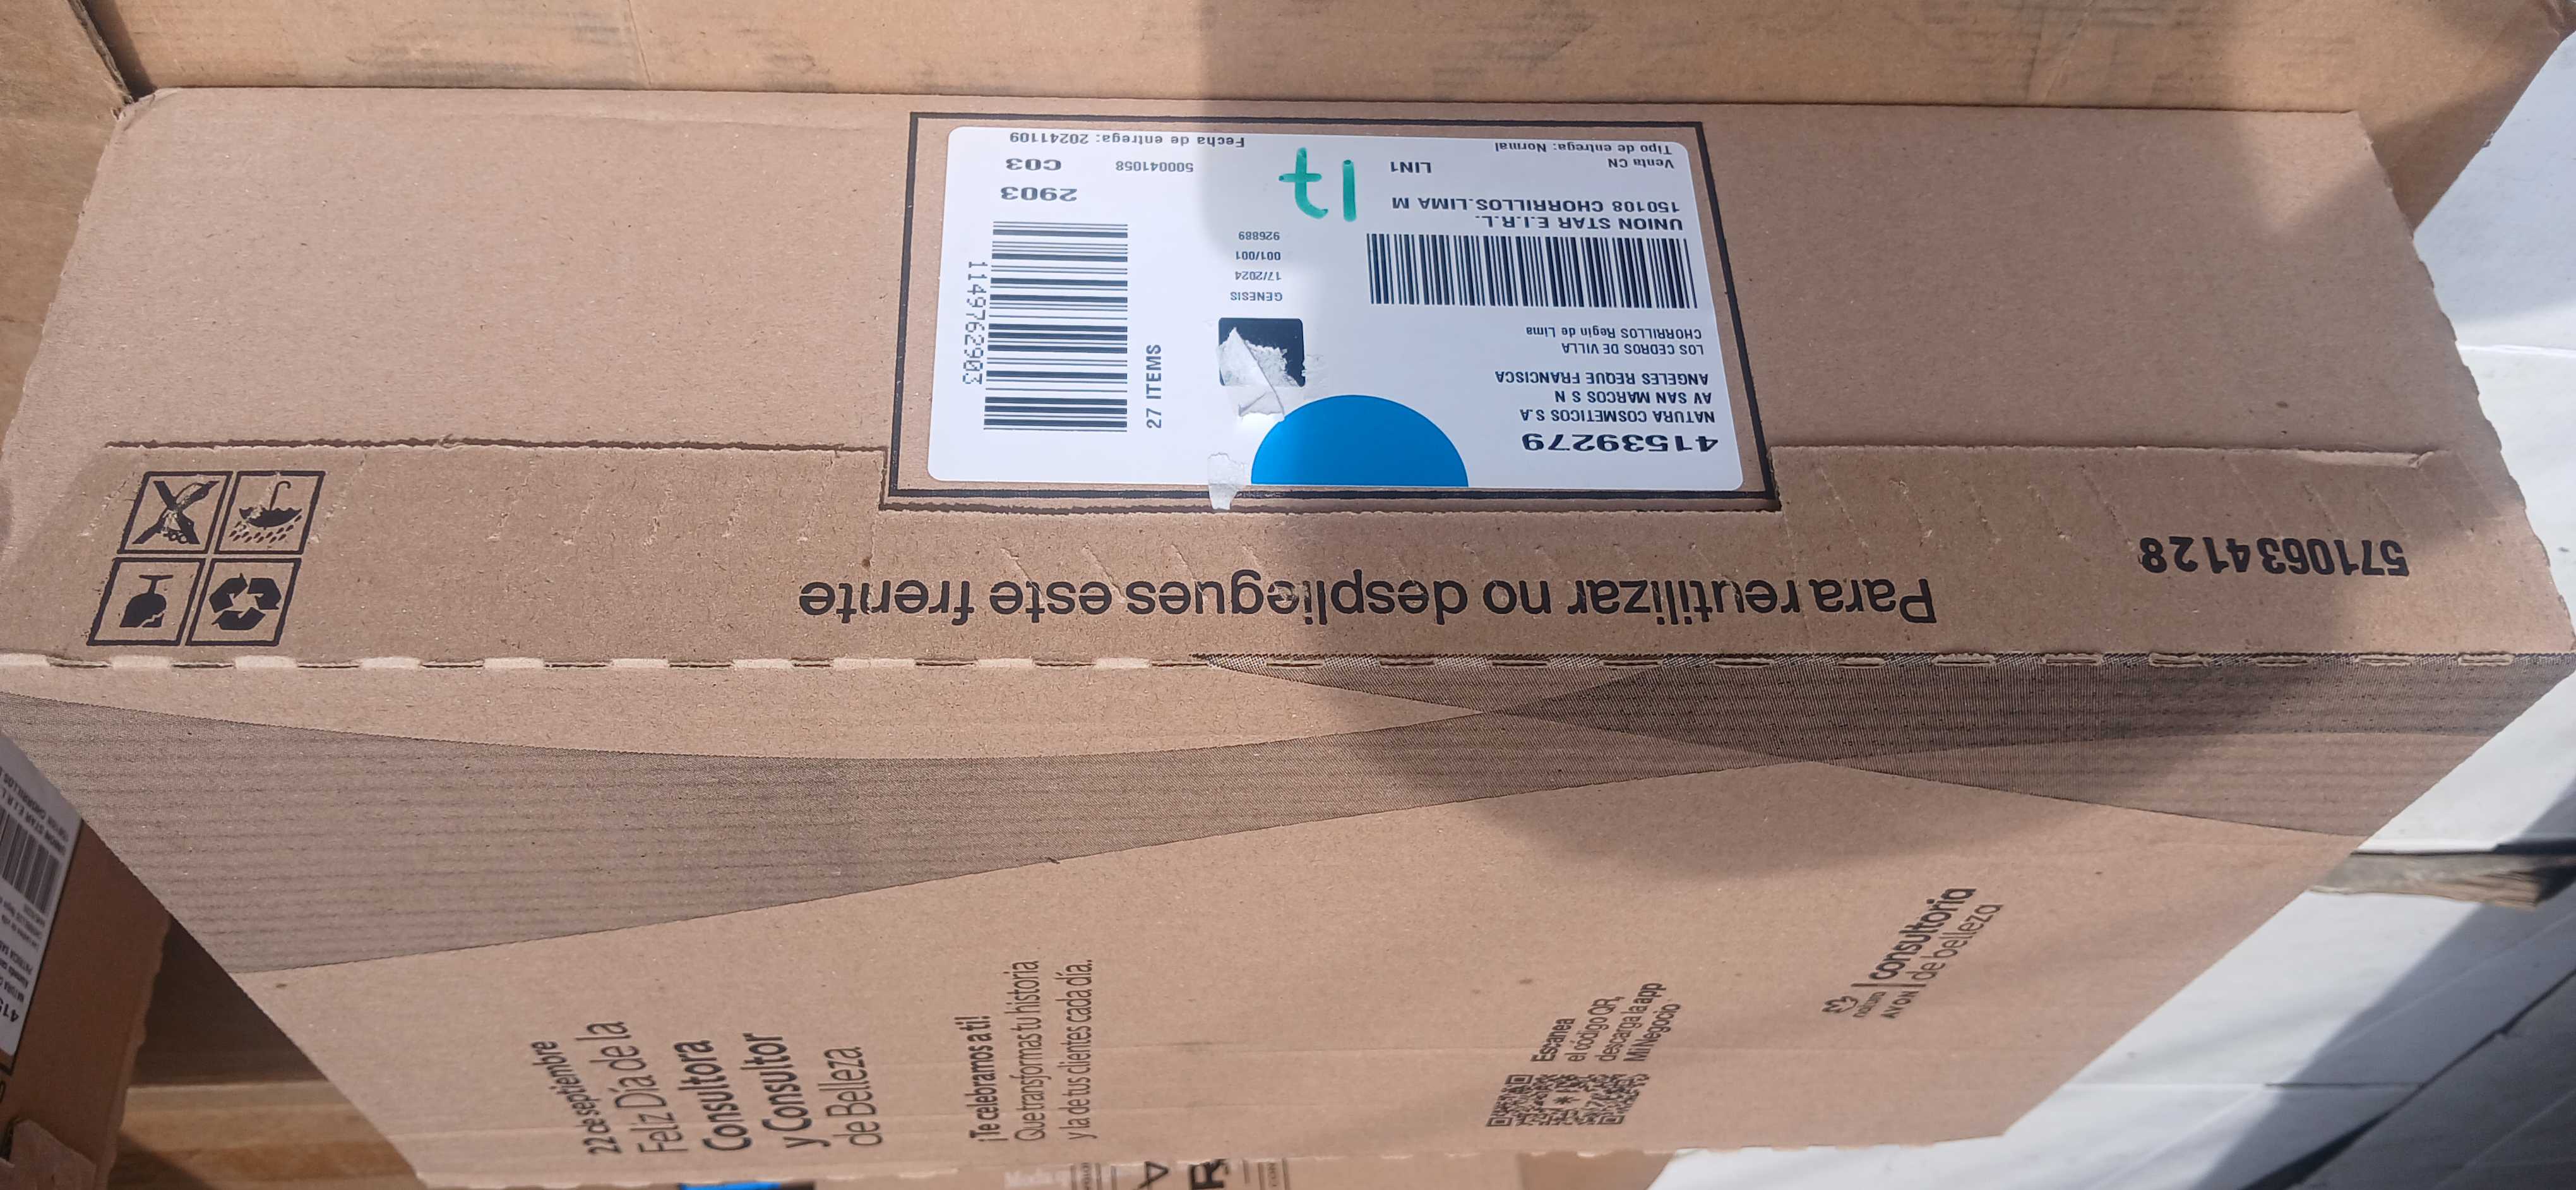 41539279
NATURA COSMETICOS S.A
AV SAN MARCOS S N
ANGELES REQUE FRANCISCA
LOS CEDROS DE VILLA
CHORRILLOS Regin de Lima
UNION STAR E.I.R.L.
150108 CHORRILLOS.LIMA M
Venta CN
LIN1
Tipo de entrega: Normal
GENESIS
17/2024
001/001
926889
17
27 ITEMS
1149762903
2903
500041058
C03
Fecha de entrega: 20241109
5710634128
Para reutilizar no despliegues este frente
22 de septiembre
Feliz Día de la
Consultora
y Consultor
de Belleza
¡Te celebramos a ti!
Que transformas tu historia
y la de tus clientes cada día.
Escanea
el código QR,
descarga la app
Mi Negocio
natura
AVON
consultoria
de belleza